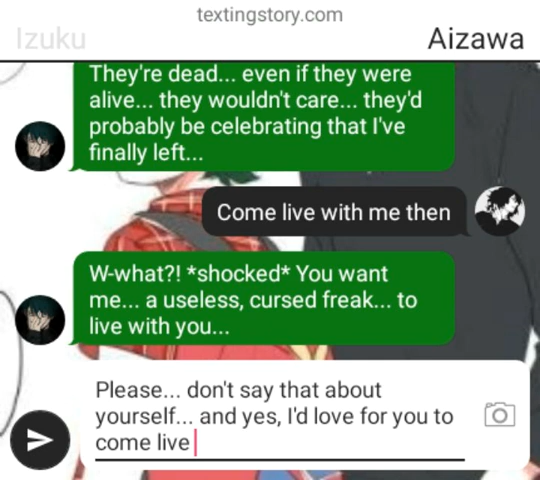 textingstory.com
Izuku
Aizawa
They're dead... even if they were
alive... they wouldn't care... they'd
probably be celebrating that I've
finally left...
Come live with me then
W-what?! *shocked* You want
me... a useless, cursed freak... to
live with you...
Please... don't say that about
yourself... and yes, I'd love for you to
come live